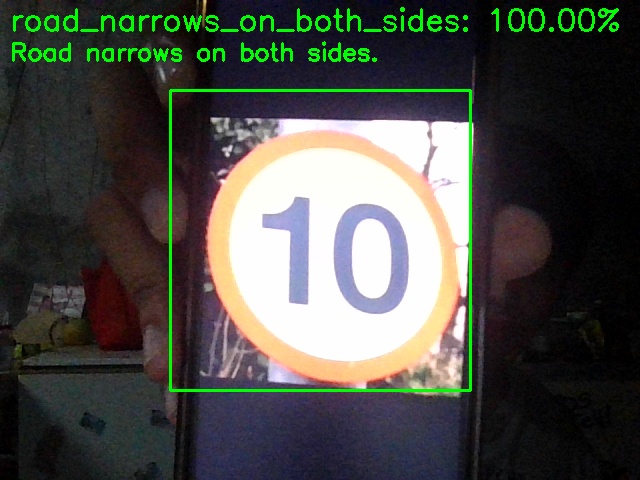 road_narrows_on_both_sides: 100.00%
Road narrows on both sides.
10